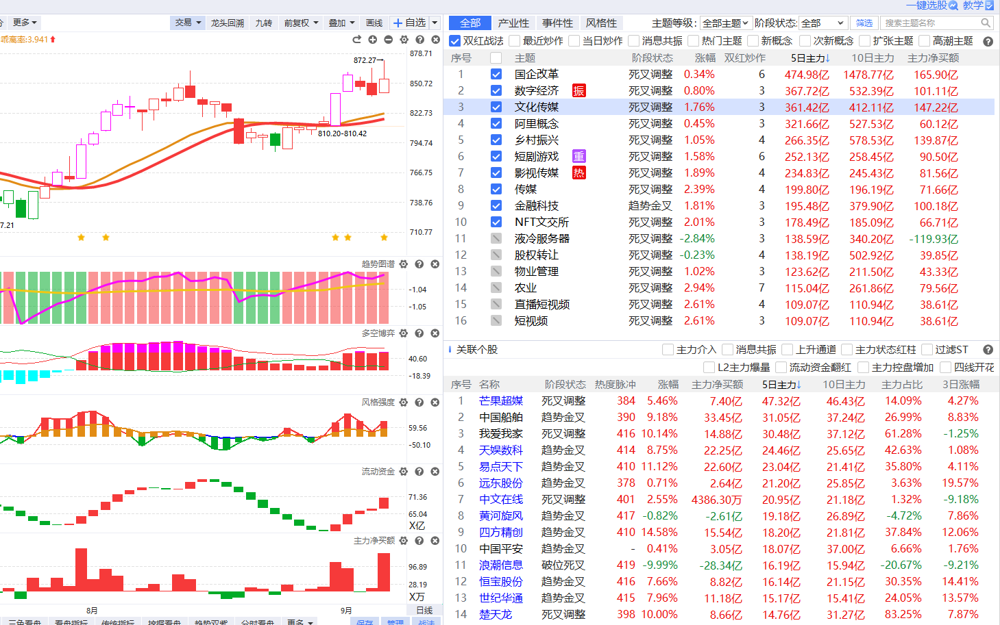 一键选股 教学
更多 交易 龙头回溯 九转 前复权 叠加 画线 自选
乖离率:3.941
878.71
872.27
850.72
822.73
810.20-810.42
794.74
766.75
738.76
7.21
710.77
趋势图谱
-1.04
-1.05
多空博弈
40.60
-18.39
风格强度
59.56
-50.10
流动资金
71.36
65.04
X亿
主力净买额
96.89
28.19
X万
8月 9月 日线
三色看盘 看盘指标 传统指标 挖掘看盘 趋势双紫 分时看盘 更多 保存 管理 战法
全部 产业性 事件性 风格性 主题等级: 全部主题 阶段状态: 全部 筛选 搜索主题名称
双红战法 最近炒作 当日炒作 消息共振 热门主题 新概念 次新概念 扩张主题 高潮主题
序号 主题 阶段状态 涨幅 双红炒作 5日主力↓ 10日主力 主力净买额
1 国企改革 死叉调整 0.34% 6 474.98亿 1478.77亿 165.90亿
2 数字经济 振 死叉调整 0.80% 3 367.72亿 532.39亿 101.11亿
3 文化传媒 死叉调整 1.76% 3 361.42亿 412.11亿 147.22亿
4 阿里概念 死叉调整 0.45% 3 321.66亿 527.53亿 60.12亿
5 乡村振兴 死叉调整 1.05% 4 266.35亿 578.53亿 139.87亿
6 短剧游戏 重 死叉调整 1.58% 6 252.13亿 258.45亿 90.50亿
7 影视传媒 热 死叉调整 1.89% 4 234.83亿 245.43亿 81.56亿
8 传媒 死叉调整 2.39% 4 199.80亿 196.19亿 71.66亿
9 金融科技 趋势金叉 1.81% 3 195.48亿 379.90亿 100.18亿
10 NFT文交所 死叉调整 2.01% 3 178.49亿 185.09亿 66.71亿
11 液冷服务器 死叉调整 -2.84% 3 138.59亿 340.20亿 -119.93亿
12 股权转让 死叉调整 -0.23% 4 138.19亿 502.92亿 39.85亿
13 物业管理 死叉调整 1.02% 3 123.62亿 211.50亿 43.33亿
14 农业 死叉调整 2.94% 7 115.04亿 261.86亿 79.56亿
15 直播短视频 死叉调整 2.61% 4 109.07亿 110.94亿 38.61亿
16 短视频 死叉调整 2.61% 3 109.07亿 110.94亿 38.61亿
关联个股 主力介入 消息共振 上升通道 主力状态红柱 过滤ST
L2主力爆量 流动资金翻红 主力控盘增加 四线开花
序号 名称 阶段状态 热度脉冲 涨幅 主力净买额 5日主力↓ 10日主力 主力占比 3日涨幅
1 芒果超媒 死叉调整 384 5.46% 7.40亿 47.32亿 46.43亿 14.09% 4.27%
2 中国船舶 趋势金叉 390 9.18% 33.45亿 31.05亿 37.24亿 26.99% 8.83%
3 我爱我家 死叉调整 416 10.14% 14.88亿 30.48亿 37.12亿 61.28% -1.25%
4 天娱数科 趋势金叉 414 8.75% 22.25亿 24.46亿 25.65亿 42.63% 1.08%
5 易点天下 趋势金叉 410 11.12% 22.60亿 23.04亿 21.41亿 35.80% 4.11%
6 远东股份 趋势金叉 378 0.71% 2.64亿 21.20亿 25.85亿 3.63% 19.57%
7 中文在线 死叉调整 401 2.55% 4386.30万 20.95亿 21.18亿 1.32% -9.18%
8 黄河旋风 趋势金叉 417 -0.82% -2.61亿 19.18亿 26.89亿 -4.72% 7.86%
9 四方精创 趋势金叉 410 14.58% 15.54亿 18.20亿 21.81亿 37.84% 12.06%
10 中国平安 趋势金叉 - 0.41% 3.05亿 18.07亿 37.00亿 6.66% 1.76%
11 浪潮信息 破位死叉 419 -9.99% -28.34亿 16.19亿 15.94亿 -20.67% -9.21%
12 恒宝股份 趋势金叉 416 7.66% 8.82亿 16.14亿 21.15亿 30.35% 14.41%
13 世纪华通 趋势金叉 415 7.96% 11.18亿 15.17亿 15.41亿 24.05% 13.57%
14 楚天龙 死叉调整 398 10.00% 8.66亿 14.76亿 31.27亿 83.25% 7.87%